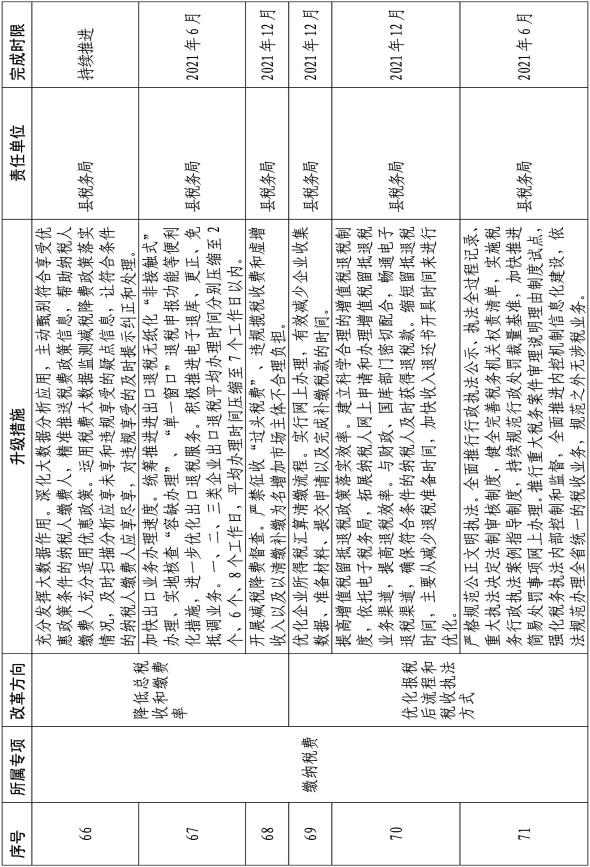 序号
所属专项
改革方向
升级措施
责任单位
完成时限
缴纳税费
降低总税
收和缴费
率
66
充分发挥大数据作用。深化大数据分析应用，主动甄别符合享受优
惠政策条件的纳税人缴费人、精准推送税费政策信息，帮助纳税人
缴费人充分适用优惠政策。运用税费大数据监测减税降费政策落实
情况，及时扫描分析应享未享和违规享受的疑点信息，让符合条件
的纳税人缴费人应享尽享，对违规享受的及时提示纠正和处理。
县税务局
持续推进
67
加快出口业务办理速度。统筹推进进出口退税无纸化“非接触式”
办理、实地核查“容缺办理”、“单一窗口”退税申报功能等便利
化措施，进一步优化出口退税服务。积极推进电子退库、更正、免
抵调业务。一、二、三类企业出口退税平均办理时间分别压缩至2
个、6个、8个工作日，平均办理时间压缩至7个工作日以内。
县税务局
2021年6月
68
开展减税降费督查。严禁征收“过头税费”、违规揽税收费和虚增
收入以及以清缴补缴为名增加市场主体不合理负担。
县税务局
2021年12月
优化报税
后流程和
税收执法
方式
69
优化企业所得税汇算清缴流程。实行网上办理，有效减少企业收集
数据、准备材料、提交申请以及完成补缴税款的时间。
县税务局
2021年12月
70
提高增值税留抵退税政策落实效率。建立科学合理的增值税退税制
度，依托电子税务局，拓展纳税人网上申请和办理增值税留抵退税
业务渠道，提高退税效率。与财政、国库部门密切配合，畅通电子
退税渠道，确保符合条件的纳税人及时获得退税款。缩短留抵退税
时间，主要从减少退税准备时间，加快收入退还书开具时间来进行
优化。
县税务局
2021年12月
71
严格规范公正文明执法。全面推行行政执法公示、执法全过程记录、
重大执法决定法制审核制度，健全完善税务机关权责清单，实施税
务行政执法案例指导制度，持续规范行政处罚裁量基准，加快推进
简易处罚事项网上办理。推行重大税务案件审理说明理由制度试点，
强化税务执法内部控制和监督，全面推进内控机制信息化建设，依
法规范办理全省统一的税收业务，规范之外无涉税业务。
县税务局
2021年6月